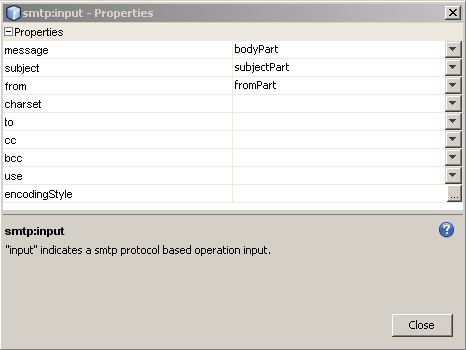 smtp:input - Properties
Properties
message bodyPart
subject subjectPart
from fromPart
charset
to
cc
bcc
use
encodingStyle ...
smtp:input
?
"input" indicates a smtp protocol based operation input.
Close